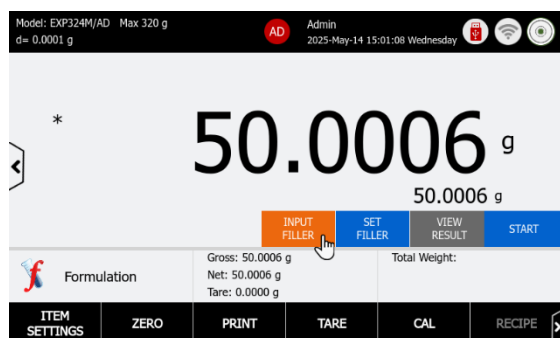 Model: EXP324M/AD Max 320 g
d= 0.0001 g
AD
Admin
2025-May-14 15:01:08 Wednesday
*
50.0006 g
50.0006 g
INPUT
FILLER
SET
FILLER
VIEW
RESULT
START
f
Formulation
Gross: 50.0006 g
Net: 50.0006 g
Tare: 0.0000 g
Total Weight:
ITEM
SETTINGS
ZERO
PRINT
TARE
CAL
RECIPE